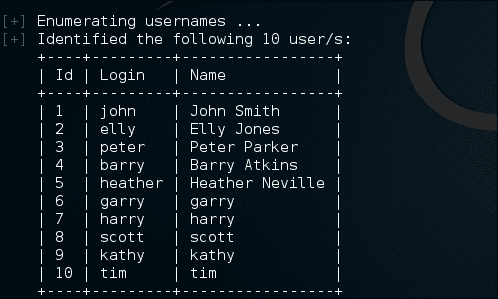 [+] Enumerating usernames ...
[+] Identified the following 10 user/s:
+----+---------+-----------------+
| Id | Login   | Name            |
+----+---------+-----------------+
| 1  | john    | John Smith      |
| 2  | elly    | Elly Jones      |
| 3  | peter   | Peter Parker    |
| 4  | barry   | Barry Atkins    |
| 5  | heather | Heather Neville |
| 6  | garry   | garry           |
| 7  | harry   | harry           |
| 8  | scott   | scott           |
| 9  | kathy   | kathy           |
| 10 | tim     | tim             |
+----+---------+-----------------+